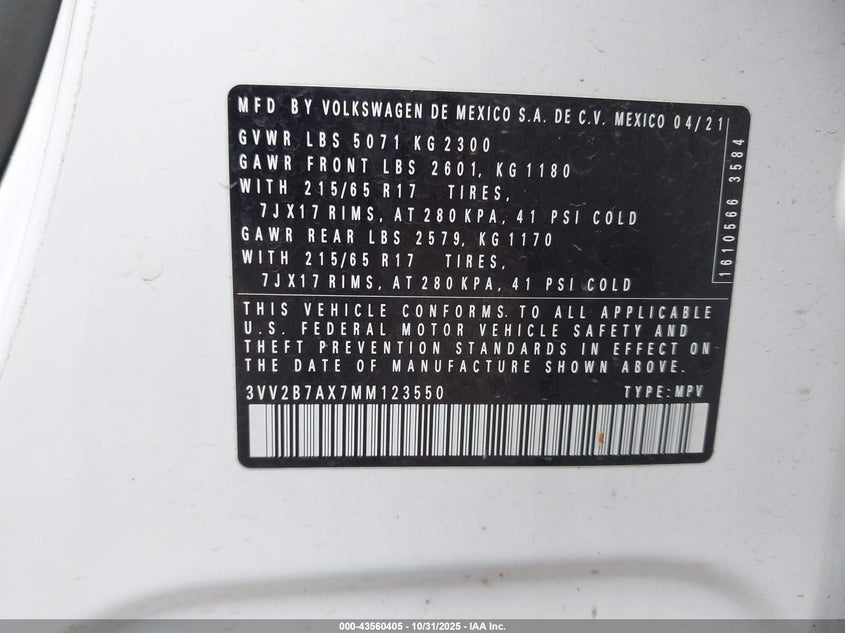 MFD BY VOLKSWAGEN DE MEXICO S.A. DE C.V. MEXICO 04/21
GVWR LBS 5071 KG 2300
GAWR FRONT LBS 2601, KG 1180
WITH 215/65 R17 TIRES,
7JX17 RIMS, AT 280 KPA, 41 PSI COLD
GAWR REAR LBS 2579, KG 1170
WITH 215/65 R17 TIRES,
7JX17 RIMS, AT 280 KPA, 41 PSI COLD
1610566 3584
THIS VEHICLE CONFORMS TO ALL APPLICABLE
U.S. FEDERAL MOTOR VEHICLE SAFETY AND
THEFT PREVENTION STANDARDS IN EFFECT ON
THE DATE OF MANUFACTURE SHOWN ABOVE.
3VV2B7AX7MM123550 TYPE: MPV
000-43560405 - 10/31/2025 - IAA Inc.